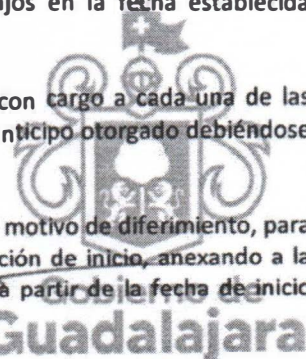 ijos en la fecha establecida
con cargo a cada una de las
nticipo otorgado debiéndose
motivo de diferimiento, para
ción de inicio, anexando a la
a partir de la fecha de inicio
Gobierno de
Guadalajara